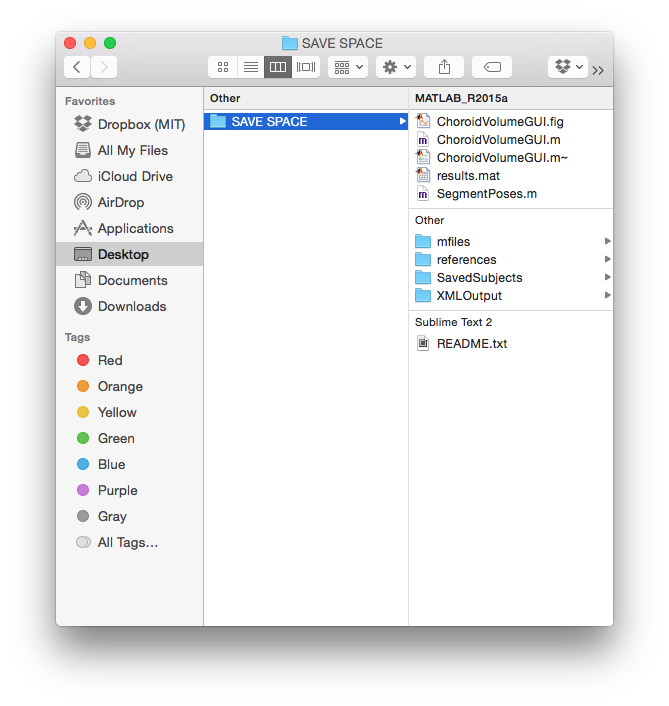 SAVE SPACE
Favorites
Dropbox (MIT)
All My Files
iCloud Drive
AirDrop
Applications
Desktop
Documents
Downloads
Tags
Red
Orange
Yellow
Green
Blue
Purple
Gray
All Tags...
Other
SAVE SPACE
MATLAB_R2015a
ChoroidVolumeGUI.fig
ChoroidVolumeGUI.m
ChoroidVolumeGUI.m~
results.mat
SegmentPoses.m
Other
mfiles
references
SavedSubjects
XMLOutput
Sublime Text 2
README.txt